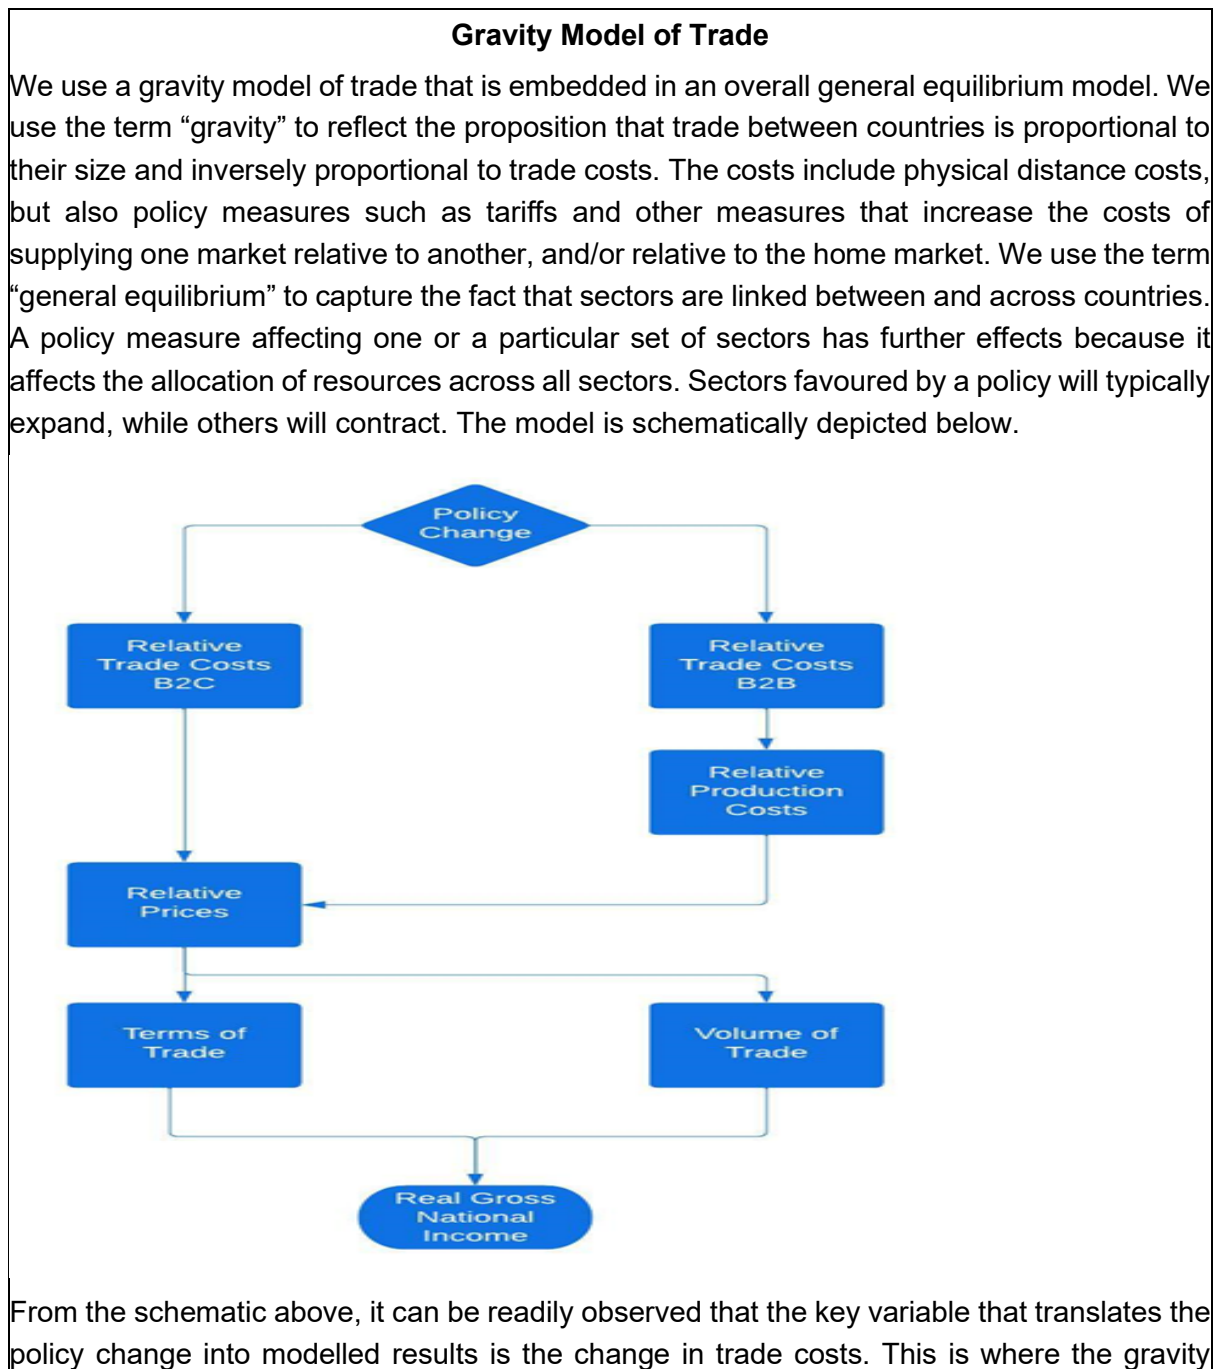 Gravity Model of Trade
We use a gravity model of trade that is embedded in an overall general equilibrium model. We
use the term “gravity” to reflect the proposition that trade between countries is proportional to
their size and inversely proportional to trade costs. The costs include physical distance costs,
but also policy measures such as tariffs and other measures that increase the costs of
supplying one market relative to another, and/or relative to the home market. We use the term
“general equilibrium” to capture the fact that sectors are linked between and across countries.
A policy measure affecting one or a particular set of sectors has further effects because it
affects the allocation of resources across all sectors. Sectors favoured by a policy will typically
expand, while others will contract. The model is schematically depicted below.
Policy
Change
Relative
Trade Costs
B2C
Relative
Trade Costs
B2B
Relative
Production
Costs
Relative
Prices
Terms of
Trade
Volume of
Trade
Real Gross
National
Income
From the schematic above, it can be readily observed that the key variable that translates the
policy change into modelled results is the change in trade costs. This is where the gravity